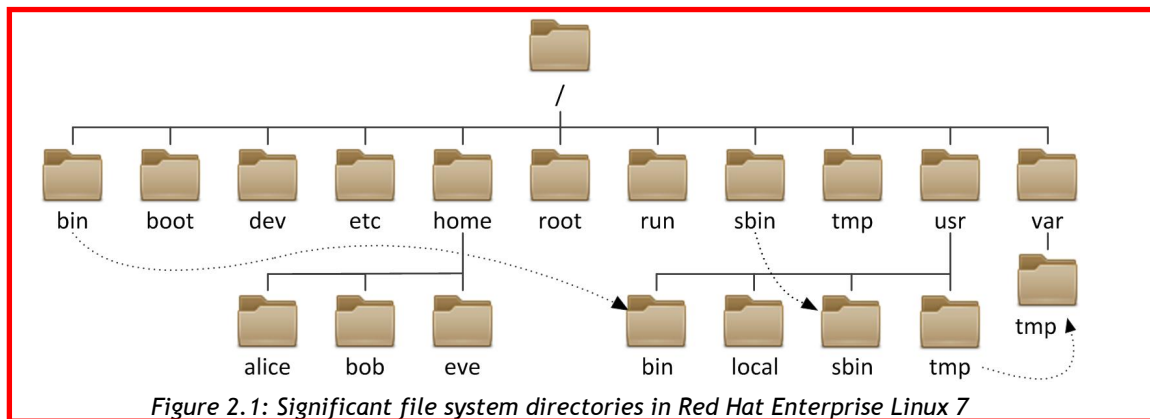 /
bin boot dev etc home root run sbin tmp usr var
tmp
alice bob eve bin local sbin tmp
Figure 2.1: Significant file system directories in Red Hat Enterprise Linux 7